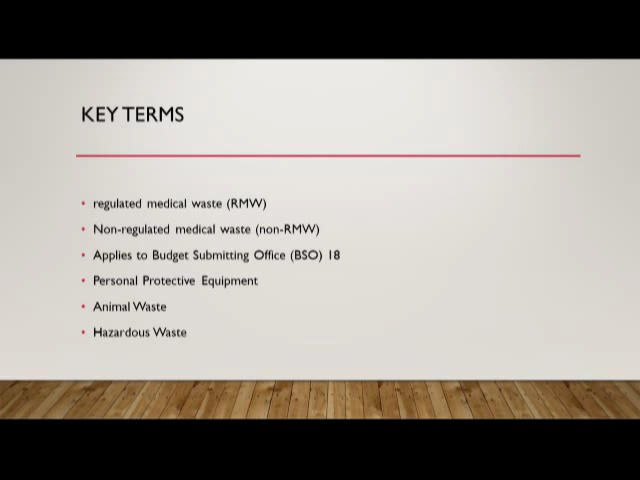 KEY TERMS
• regulated medical waste (RMW)
• Non-regulated medical waste (non-RMW)
• Applies to Budget Submitting Office (BSO) 18
• Personal Protective Equipment
• Animal Waste
• Hazardous Waste